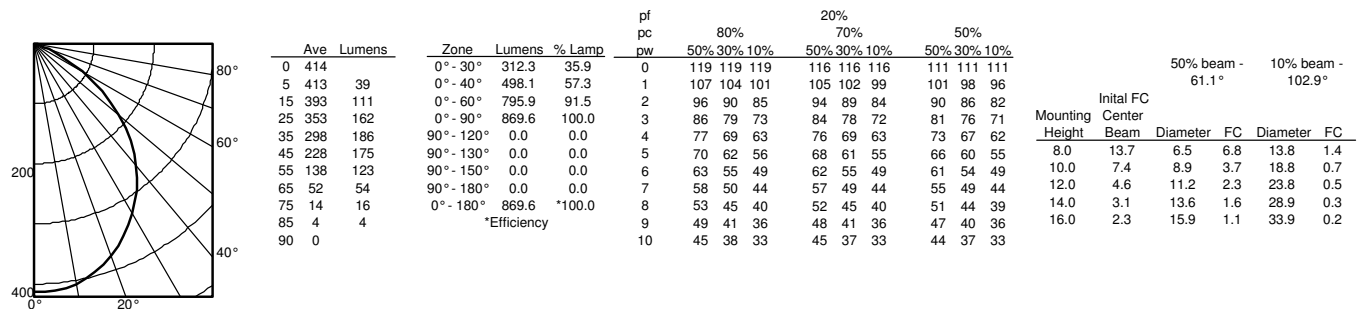 80°
60°
200
40°
400
0° 20°
Ave Lumens
0 414
5 413 39
15 393 111
25 353 162
35 298 186
45 228 175
55 138 123
65 52 54
75 14 16
85 4 4
90 0
Zone Lumens % Lamp
0° - 30° 312.3 35.9
0° - 40° 498.1 57.3
0° - 60° 795.9 91.5
0° - 90° 869.6 100.0
90° - 120° 0.0 0.0
90° - 130° 0.0 0.0
90° - 150° 0.0 0.0
90° - 180° 0.0 0.0
0° - 180° 869.6 *100.0
*Efficiency
pf 20%
pc 80% 70% 50%
pw 50% 30% 10% 50% 30% 10% 50% 30% 10%
0 119 119 119 116 116 116 111 111 111
1 107 104 101 105 102 99 101 98 96
2 96 90 85 94 89 84 90 86 82
3 86 79 73 84 78 72 81 76 71
4 77 69 63 76 69 63 73 67 62
5 70 62 56 68 61 55 66 60 55
6 63 55 49 62 55 49 61 54 49
7 58 50 44 57 49 44 55 49 44
8 53 45 40 52 45 40 51 44 39
9 49 41 36 48 41 36 47 40 36
10 45 38 33 45 37 33 44 37 33
50% beam - 10% beam -
61.1° 102.9°
Inital FC
Mounting Center
Height Beam Diameter FC Diameter FC
8.0 13.7 6.5 6.8 13.8 1.4
10.0 7.4 8.9 3.7 18.8 0.7
12.0 4.6 11.2 2.3 23.8 0.5
14.0 3.1 13.6 1.6 28.9 0.3
16.0 2.3 15.9 1.1 33.9 0.2